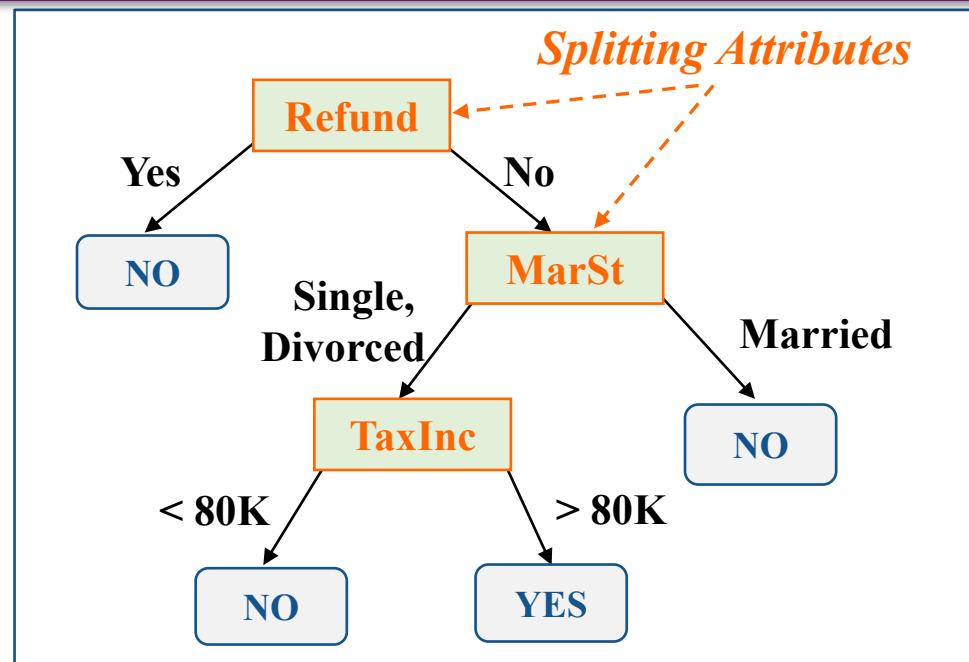 Splitting Attributes
Refund
Yes
No
NO
MarSt
Single,
Divorced
Married
TaxInc
NO
< 80K
> 80K
NO
YES